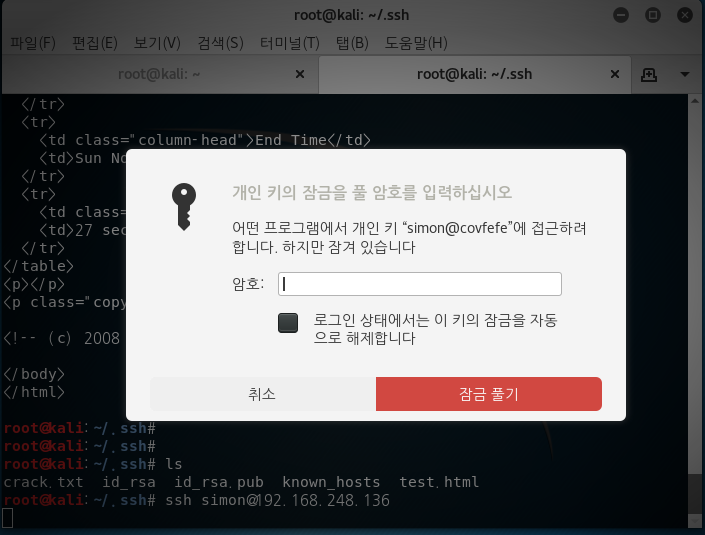 root@kali: ~/.ssh
파일(F) 편집(E) 보기(V) 검색(S) 터미널(T) 탭(B) 도움말(H)
root@kali: ~
root@kali: ~/.ssh
</tr>
<tr>
<td class="column-head">End Time</td>
<td>Sun No
</tr>
<tr>
<td clas
<td>27 sec
</tr>
</table>
<p></p>
<p class="copy
<!-- (c) 2008
</body>
</html>
개인 키의 잠금을 풀 암호를 입력하십시오
어떤 프로그램에서 개인 키 “simon@covfefe”에 접근하려
합니다. 하지만 잠겨 있습니다
암호:
로그인 상태에서는 이 키의 잠금을 자동
으로 해제합니다
취소
잠금 풀기
root@kali:~/.ssh#
root@kali:~/.ssh#
root@kali:~/.ssh# ls
crack.txt id_rsa id_rsa.pub known_hosts test.html
root@kali:~/.ssh# ssh simon@192.168.248.136